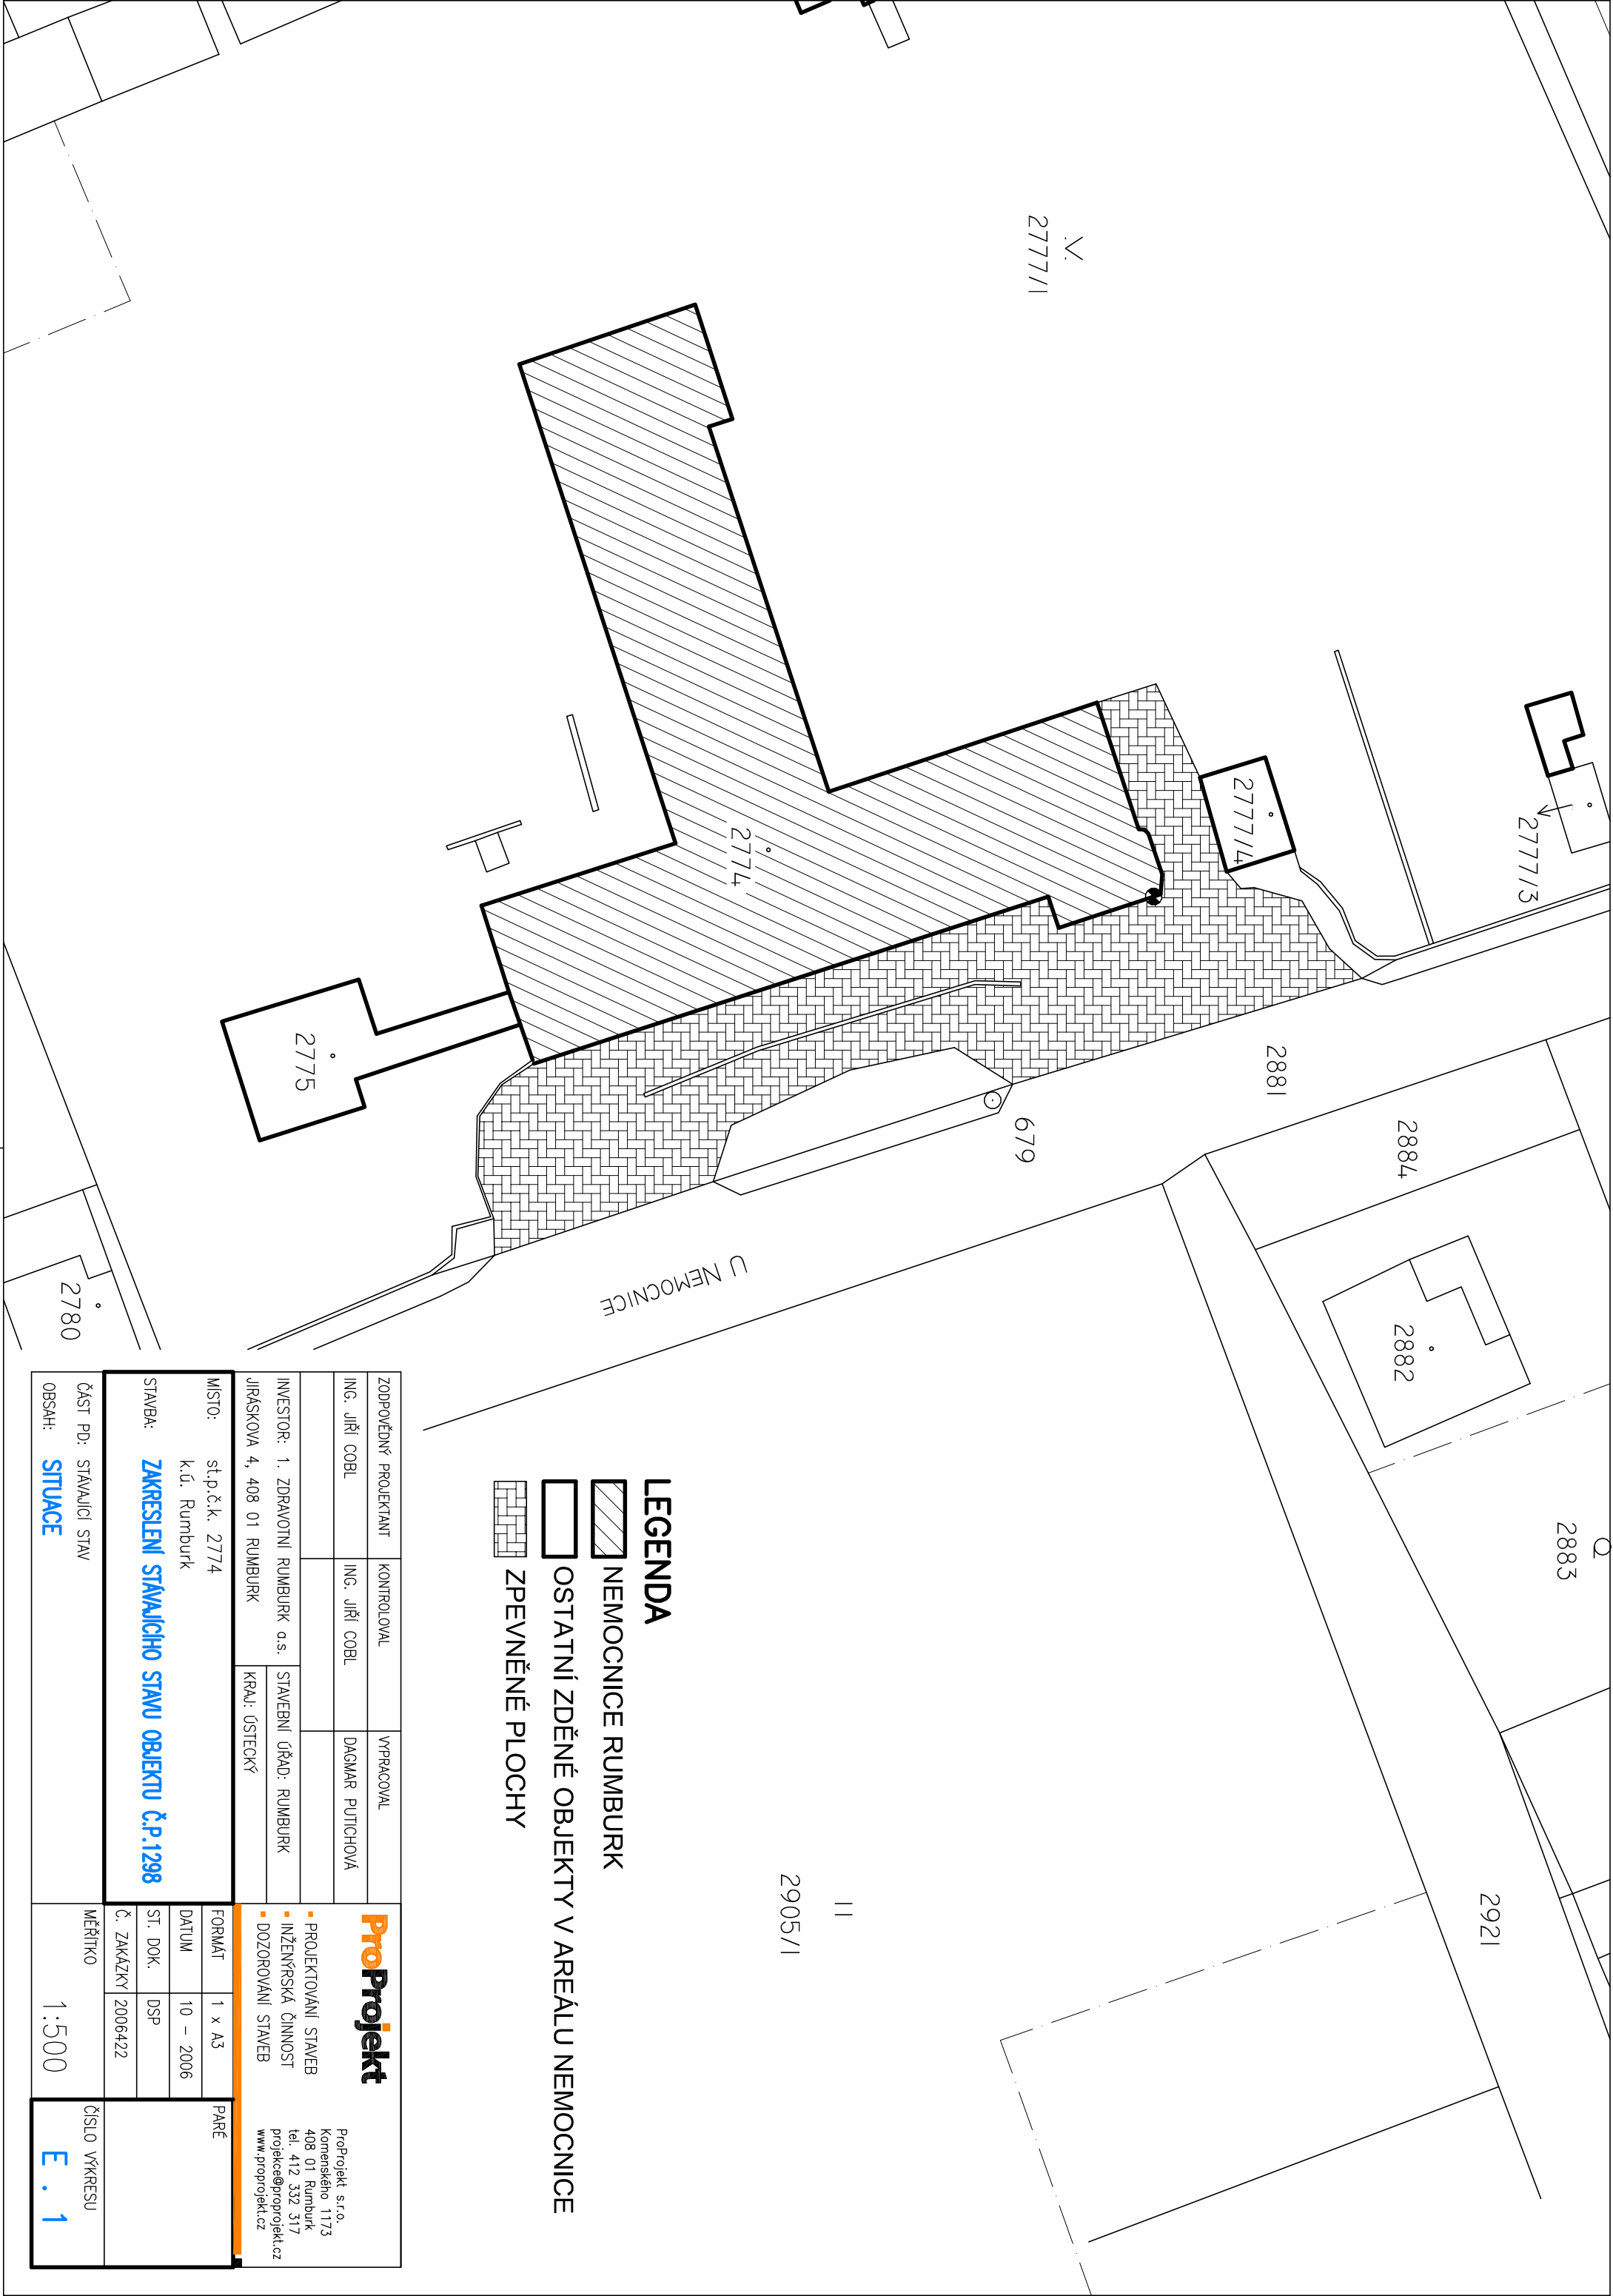 2777/1
2777/3
2777/4
2774
2775
2881
679
2884
2882
2883
2921
2905/1
2780
U NEMOCNICE
LEGENDA
NEMOCNICE RUMBURK
OSTATNÍ ZDĚNÉ OBJEKTY V AREÁLU NEMOCNICE
ZPEVNĚNÉ PLOCHY
ZODPOVĚDNÝ PROJEKTANT
KONTROLOVAL
VYPRACOVAL
ING. JIŘÍ COBL
ING. JIŘÍ COBL
DAGMAR PUTICHOVÁ
INVESTOR: 1. ZDRAVOTNÍ RUMBURK a.s.
JIRÁSKOVA 4, 408 01 RUMBURK
STAVEBNÍ ÚŘAD: RUMBURK
KRAJ: ÚSTECKÝ
MÍSTO: st.p.č.k. 2774
k.ú. Rumburk
STAVBA: ZAKRESLENÍ STÁVAJÍCÍHO STAVU OBJEKTU Č.P.1298
ČÁST PD: STÁVAJÍCÍ STAV
OBSAH: SITUACE
ProProjekt
PROJEKTOVÁNÍ STAVEB
INŽENÝRSKÁ ČINNOST
DOZOROVÁNÍ STAVEB
ProProjekt s.r.o.
Komenského 1173
408 01 Rumburk
tel. 412 332 317
projekce@proprojekt.cz
www.proprojekt.cz
FORMÁT 1 x A3
DATUM 10 - 2006
ST. DOK. DSP
Č. ZAKÁZKY 2006422
MĚŘÍTKO
1:500
PARÉ
ČÍSLO VÝKRESU
E . 1